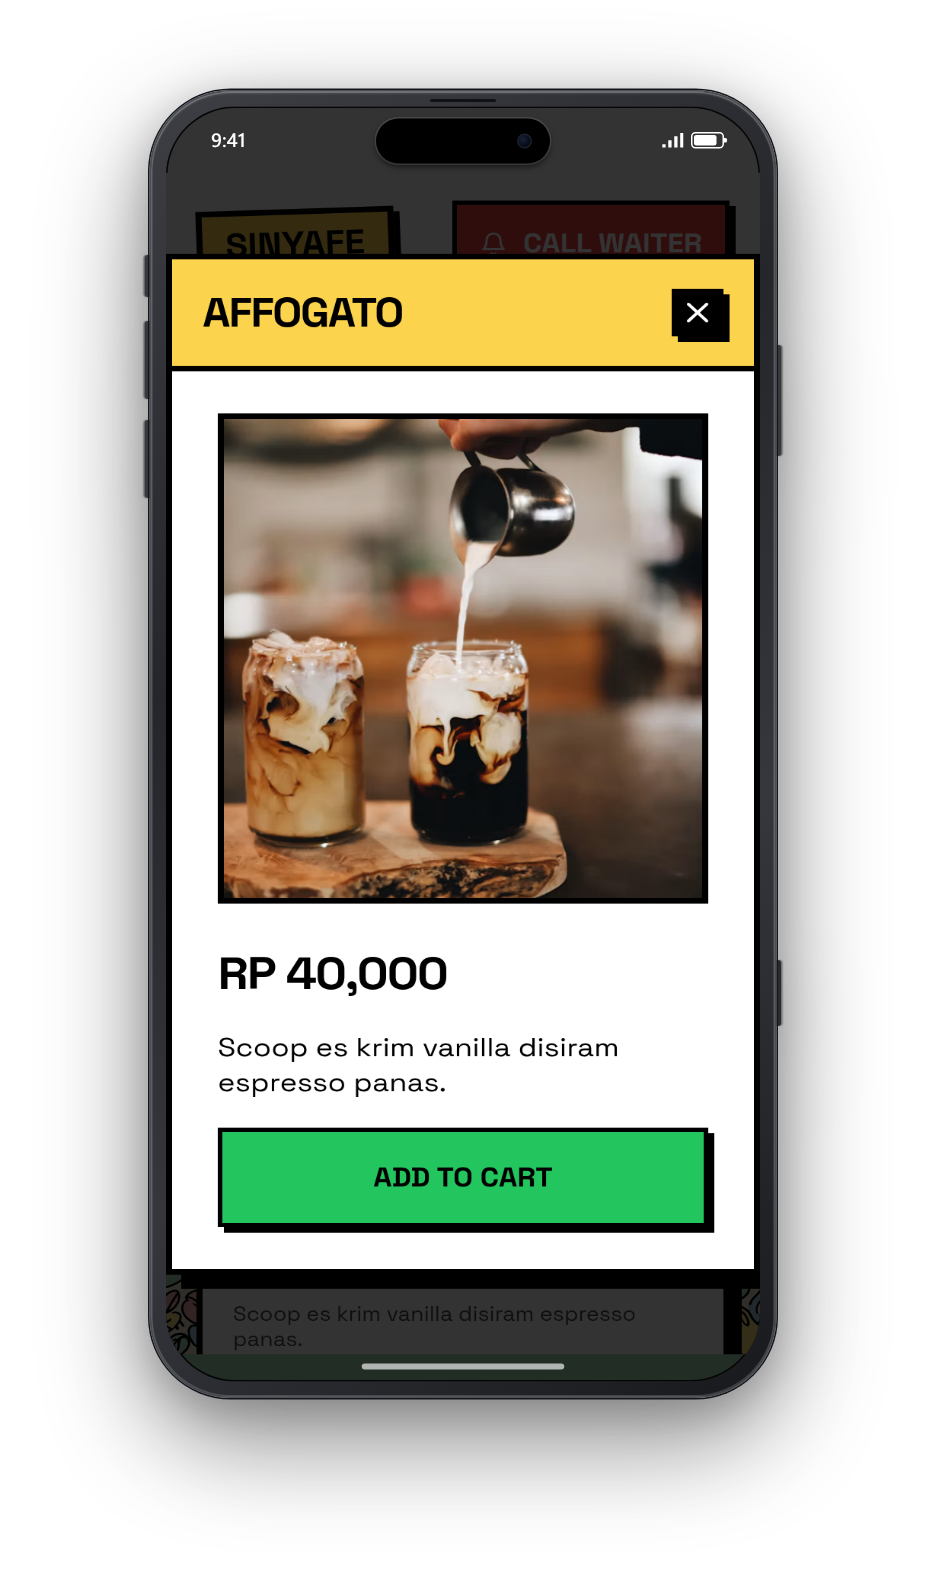 9:41
SINYAFE
CALL WAITER
AFFOGATO
RP 40,000
Scoop es krim vanilla disiram
espresso panas.
ADD TO CART
Scoop es krim vanilla disiram espresso
panas.